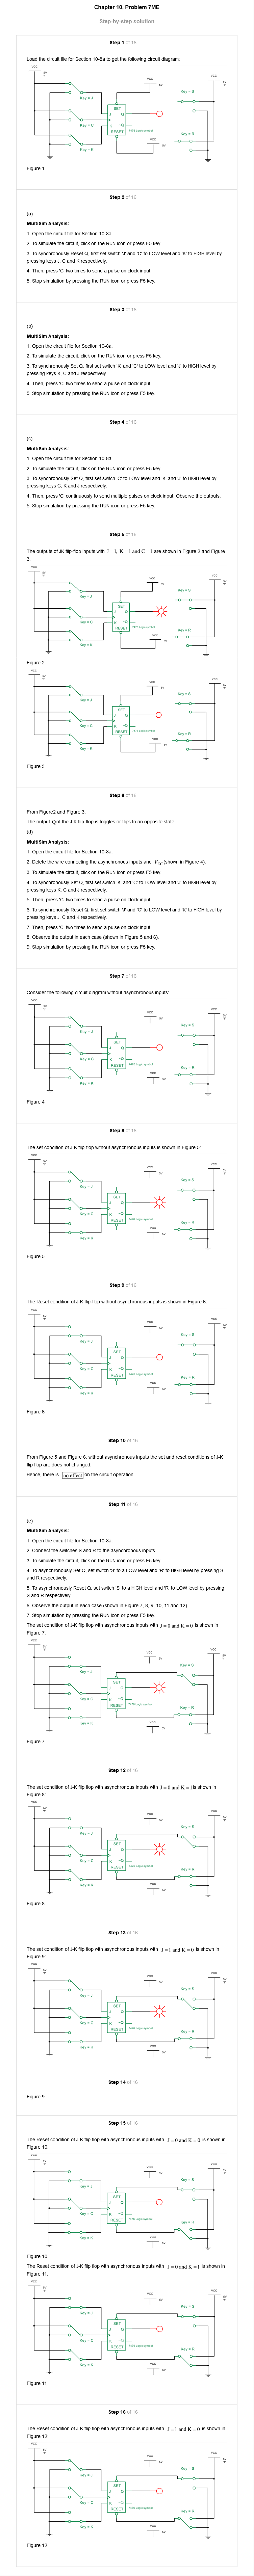 Chapter 10, Problem 7ME
Step-by-step solution
Step 1 of 16
Load the circuit file for Section 10-8a to get the following circuit diagram:
VCC
5V
VCC
5V
VCC
Key = J
Key = C
Key = K
SET
J
Q
K
~Q
RESET
Key = S
Key = R
VCC
5V
Figure 1
Step 2 of 16
(a)
MultiSim Analysis:
1. Open the circuit file for Section 10-8a.
2. To simulate the circuit, click on the RUN icon or press F5 key.
3. To synchronously Reset Q, first set switch 'J' and 'C' to LOW level and 'K' to HIGH level by
pressing keys J, C and K respectively.
4. Then, press 'C' two times to send a pulse on clock input.
5. Stop simulation by pressing the RUN icon or press F5 key.
Step 3 of 16
(b)
MultiSim Analysis:
1. Open the circuit file for Section 10-8a.
2. To simulate the circuit, click on the RUN icon or press F5 key.
3. To synchronously Set Q, first set switch 'K' and 'C' to LOW level and 'J' to HIGH level by
pressing keys K, C and J respectively.
4. Then, press 'C' two times to send a pulse on clock input.
5. Stop simulation by pressing the RUN icon or press F5 key.
Step 4 of 16
(c)
MultiSim Analysis:
1. Open the circuit file for Section 10-8a.
2. To simulate the circuit, click on the RUN icon or press F5 key.
3. To synchronously Set Q, first set switch 'C' to LOW level and 'K' and 'J' to HIGH level by
pressing keys C, K and J respectively.
4. Then, press 'C' continuously to send multiple pulses on clock input. Observe the outputs.
5. Stop simulation by pressing the RUN icon or press F5 key.
Step 5 of 16
The outputs of JK flip-flop with inputs J = 1, K = 1 and C = 1 are shown in Figure 2 and Figure
3:
Figure 2
Figure 3
Step 6 of 16
From Figure2 and Figure 3,
The output Q of the J-K flip-flop is toggles or flips to an opposite state.
(d)
MultiSim Analysis:
1. Open the circuit file for Section 10-8a.
2. Delete the wire connecting the asynchronous inputs and VCC (shown in Figure 4).
3. To simulate the circuit, click on the RUN icon or press F5 key.
4. To synchronously Set Q, first set switch 'K' and 'C' to LOW level and 'J' to HIGH level by
pressing keys K, C and J respectively.
5. Then, press 'C' two times to send a pulse on clock input.
6. To synchronously Reset Q, first set switch 'J' and 'C' to LOW level and 'K' to HIGH level by
pressing keys J, C and K respectively.
7. Then, press 'C' two times to send a pulse on clock input.
8. Observe the output in each case (shown in Figure 5 and 6).
9. Stop simulation by pressing the RUN icon or press F5 key.
Step 7 of 16
Consider the following circuit diagram without asynchronous inputs:
Figure 4
Step 8 of 16
The set condition of J-K flip-flop without asynchronous inputs is shown in Figure 5:
Figure 5
Step 9 of 16
The Reset condition of J-K flip-flop without asynchronous inputs is shown in Figure 6.
Figure 6
Step 10 of 16
From Figure 5 and Figure 6, without asynchronous inputs the set and reset conditions of J-K
flip flop are does not changed.
Hence, there is no effect on the circuit operation.
Step 11 of 16
(e)
MultiSim Analysis:
1. Open the circuit file for Section 10-8a.
2. Connect the switches S and R to the asynchronous inputs.
3. To simulate the circuit, click on the RUN icon or press F5 key.
4. To asynchronously Set Q, set switch 'S' to a LOW level and 'R' to HIGH level by pressing S
and R respectively.
5. To asynchronously Reset Q, set switch 'S' to a HIGH level and 'R' to LOW level by pressing
S and R respectively.
6. Observe the output in each case (shown in Figure 7, 8, 9, 10, 11 and 12).
7. Stop simulation by pressing the RUN icon or press F5 key.
The set condition of J-K flip flop with asynchronous inputs with J = 0 and K = 0 is shown in
Figure 7:
Figure 7
Step 12 of 16
The set condition of J-K flip flop with asynchronous inputs with J = 0 and K = 1 is shown in
Figure 8:
Figure 8
Step 13 of 16
The set condition of J-K flip flop with asynchronous inputs with J = 1 and K = 0 is shown in
Figure 9:
Step 14 of 16
Figure 9
Step 15 of 16
The Reset condition of J-K flip flop with asynchronous inputs with J = 0 and K = 0 is shown in
Figure 10:
Figure 10
The Reset condition of J-K flip flop with asynchronous inputs with J = 0 and K = 1 is shown in
Figure 11:
Figure 11
Step 16 of 16
The Reset condition of J-K flip flop with asynchronous inputs with J = 1 and K = 0 is shown in
Figure 12:
Figure 12